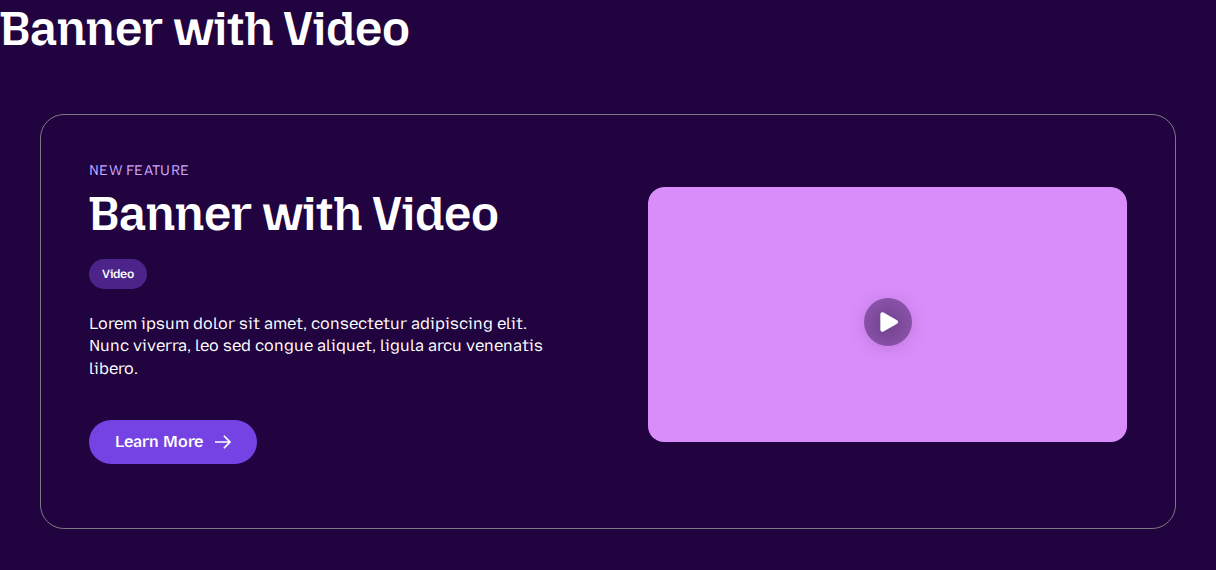 Banner with Video
NEW FEATURE
Banner with Video
Video
Lorem ipsum dolor sit amet, consectetur adipiscing elit.
Nunc viverra, leo sed congue aliquet, ligula arcu venenatis
libero.
Learn More